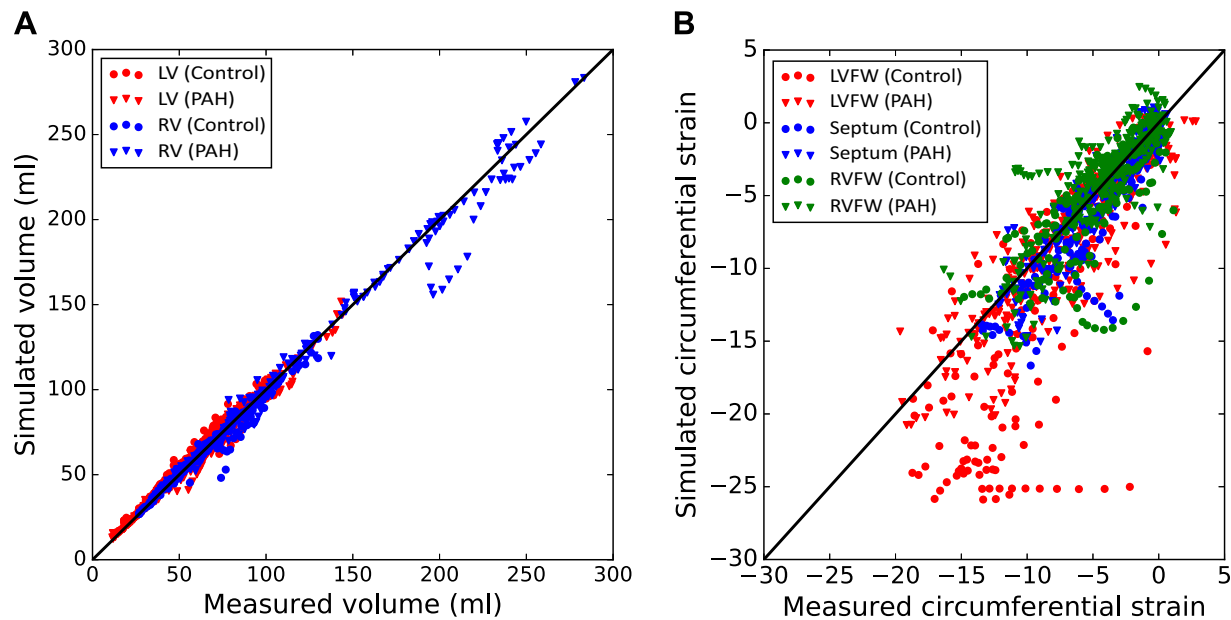 A
300
250
200
150
100
50
0
0 50 100 150 200 250 300
Simulated volume (ml)
Measured volume (ml)
LV (Control)
LV (PAH)
RV (Control)
RV (PAH)
B
5
0
−5
−10
−15
−20
−25
−30
−30 −25 −20 −15 −10 −5 0 5
Simulated circumferential strain
Measured circumferential strain
LVFW (Control)
LVFW (PAH)
Septum (Control)
Septum (PAH)
RVFW (Control)
RVFW (PAH)